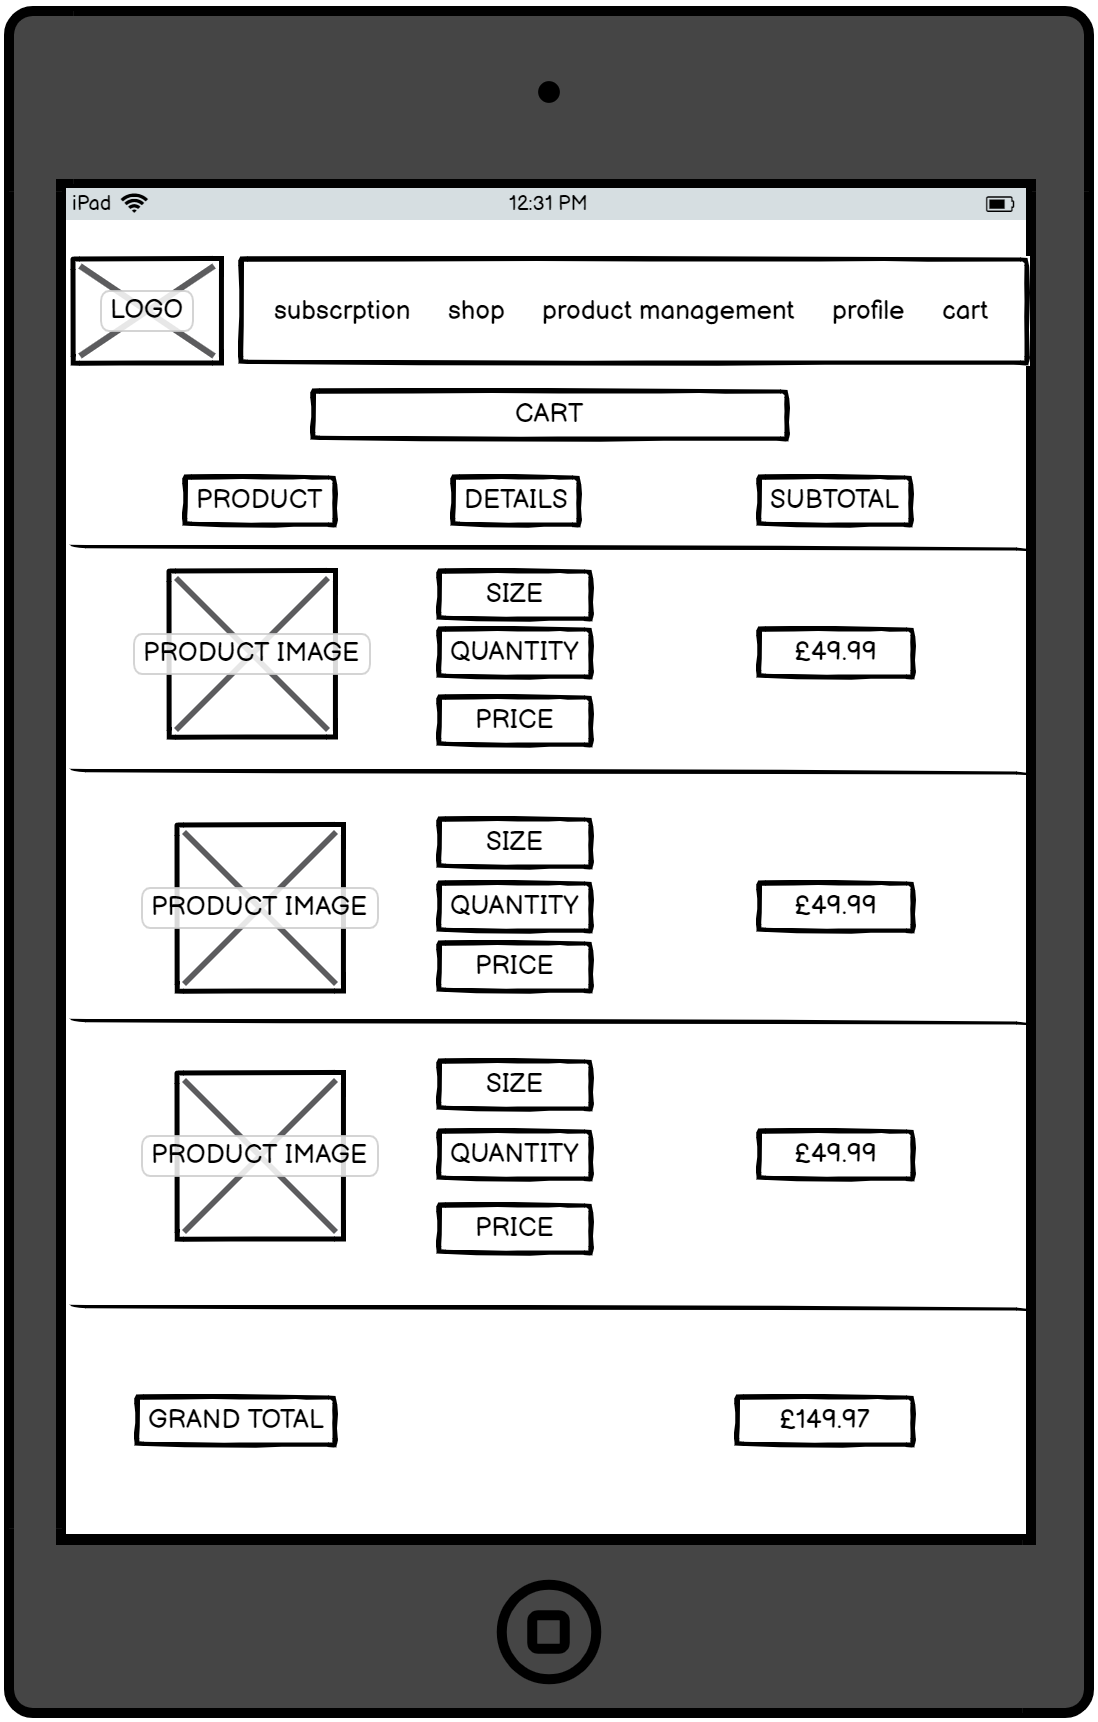 iPad 12:31 PM
LOGO
subscrption shop product management profile cart
CART
PRODUCT DETAILS SUBTOTAL
SIZE
PRODUCT IMAGE QUANTITY £49.99
PRICE
SIZE
PRODUCT IMAGE QUANTITY £49.99
PRICE
SIZE
PRODUCT IMAGE QUANTITY £49.99
PRICE
GRAND TOTAL £149.97